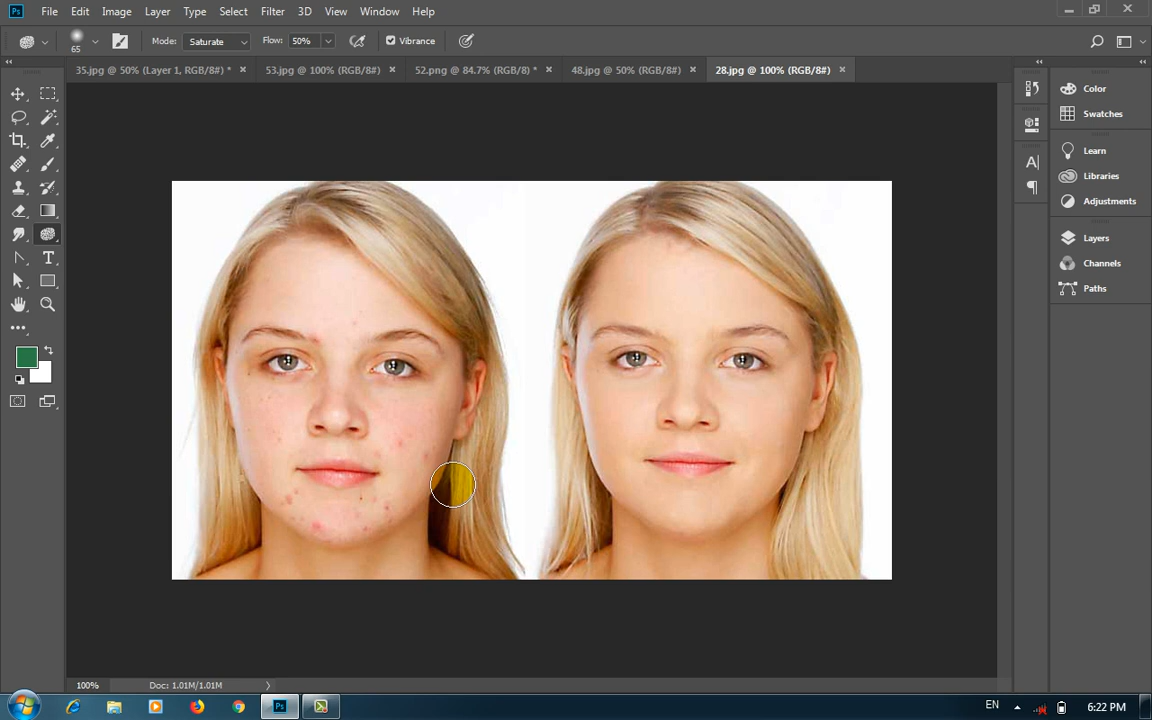 Ps File Edit Image Layer Type Select Filter 3D View Window Help
65 Mode: Saturate Flow: 50% Vibrance
35.jpg @ 50% (Layer 1, RGB/8#) * × 53.jpg @ 100% (RGB/8#) × 52.png @ 84.7% (RGB/8) * × 48.jpg @ 50% (RGB/8#) × 28.jpg @ 100% (RGB/8#) ×
Color
Swatches
Learn
Libraries
Adjustments
Layers
Channels
Paths
100% Doc: 1.01M/1.01M
Ps EN 6:22 PM